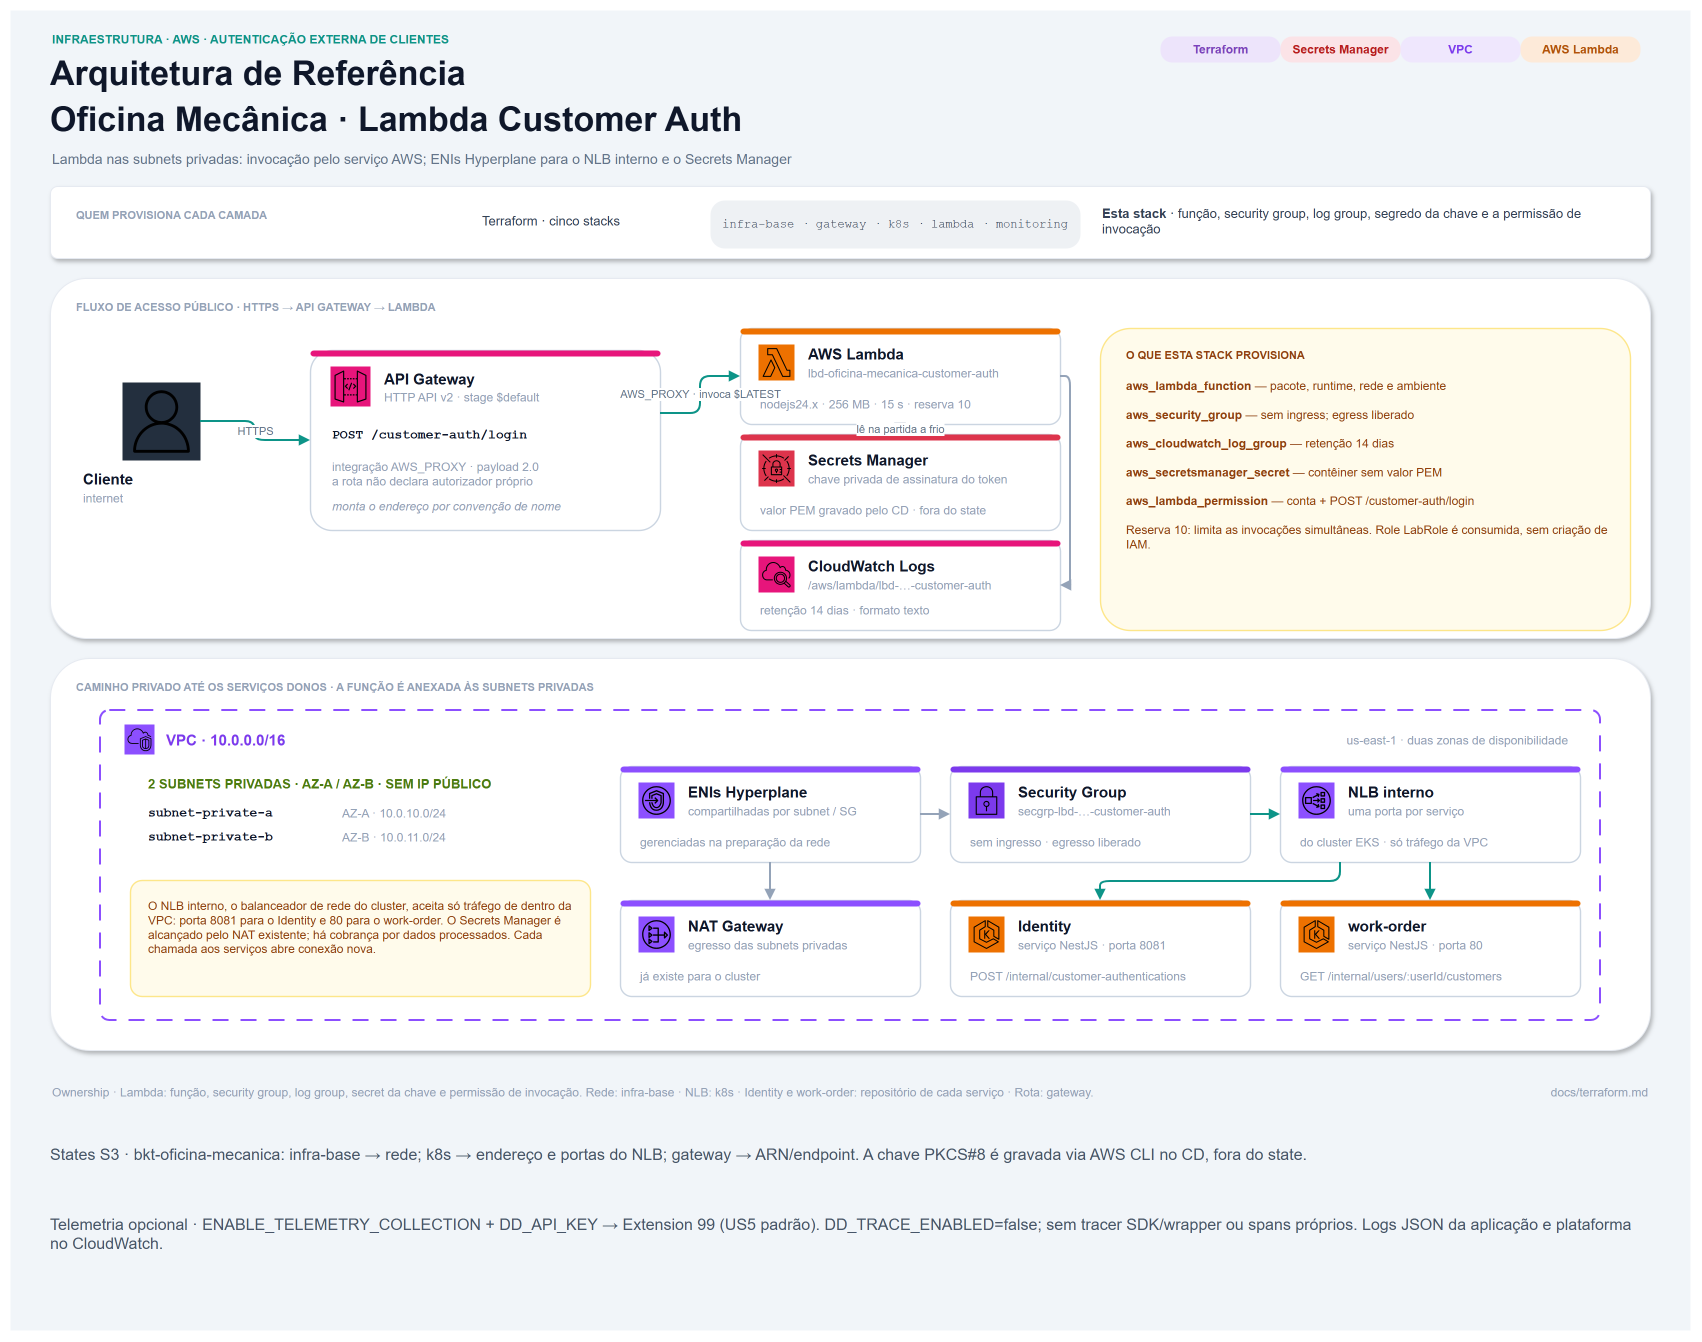 INFRAESTRUTURA · AWS · AUTENTICAÇÃO EXTERNA DE CLIENTES
Arquitetura de Referência
Oficina Mecânica · Lambda Customer Auth
Lambda nas subnets privadas: invocação pelo serviço AWS; ENIs Hyperplane para o NLB interno e o Secrets Manager
Terraform
Secrets Manager
VPC
AWS Lambda
QUEM PROVISIONA CADA CAMADA
Terraform · cinco stacks
infra-base · gateway · k8s · lambda · monitoring
Esta stack · função, security group, log group, segredo da chave e a permissão de
invocação
FLUXO DE ACESSO PÚBLICO · HTTPS → API GATEWAY → LAMBDA
Cliente
internet
HTTPS
API Gateway
HTTP API v2 · stage $default
POST /customer-auth/login
integração AWS_PROXY · payload 2.0
a rota não declara autorizador próprio
monta o endereço por convenção de nome
AWS_PROXY · invoca $LATEST
AWS Lambda
lbd-oficina-mecanica-customer-auth
nodejs24.x · 256 MB · 15 s · reserva 10
lê na partida a frio
Secrets Manager
chave privada de assinatura do token
valor PEM gravado pelo CD · fora do state
CloudWatch Logs
/aws/lambda/lbd-…-customer-auth
retenção 14 dias · formato texto
O QUE ESTA STACK PROVISIONA
aws_lambda_function — pacote, runtime, rede e ambiente
aws_security_group — sem ingress; egress liberado
aws_cloudwatch_log_group — retenção 14 dias
aws_secretsmanager_secret — contêiner sem valor PEM
aws_lambda_permission — conta + POST /customer-auth/login
Reserva 10: limita as invocações simultâneas. Role LabRole é consumida, sem criação de
IAM.
CAMINHO PRIVADO ATÉ OS SERVIÇOS DONOS · A FUNÇÃO É ANEXADA ÀS SUBNETS PRIVADAS
VPC · 10.0.0.0/16
us-east-1 · duas zonas de disponibilidade
2 SUBNETS PRIVADAS · AZ-A / AZ-B · SEM IP PÚBLICO
subnet-private-a
AZ-A · 10.0.10.0/24
subnet-private-b
AZ-B · 10.0.11.0/24
O NLB interno, o balanceador de rede do cluster, aceita só tráfego de dentro da
VPC: porta 8081 para o Identity e 80 para o work-order. O Secrets Manager é
alcançado pelo NAT existente; há cobrança por dados processados. Cada
chamada aos serviços abre conexão nova.
ENIs Hyperplane
compartilhadas por subnet / SG
gerenciadas na preparação da rede
Security Group
secgrp-lbd-…-customer-auth
sem ingresso · egresso liberado
NLB interno
uma porta por serviço
do cluster EKS · só tráfego da VPC
NAT Gateway
egresso das subnets privadas
já existe para o cluster
Identity
serviço NestJS · porta 8081
POST /internal/customer-authentications
work-order
serviço NestJS · porta 80
GET /internal/users/:userId/customers
Ownership · Lambda: função, security group, log group, secret da chave e permissão de invocação. Rede: infra-base · NLB: k8s · Identity e work-order: repositório de cada serviço · Rota: gateway.
docs/terraform.md
States S3 · bkt-oficina-mecanica: infra-base → rede; k8s → endereço e portas do NLB; gateway → ARN/endpoint. A chave PKCS#8 é gravada via AWS CLI no CD, fora do state.
Telemetria opcional · ENABLE_TELEMETRY_COLLECTION + DD_API_KEY → Extension 99 (US5 padrão). DD_TRACE_ENABLED=false; sem tracer SDK/wrapper ou spans próprios. Logs JSON da aplicação e plataforma
no CloudWatch.